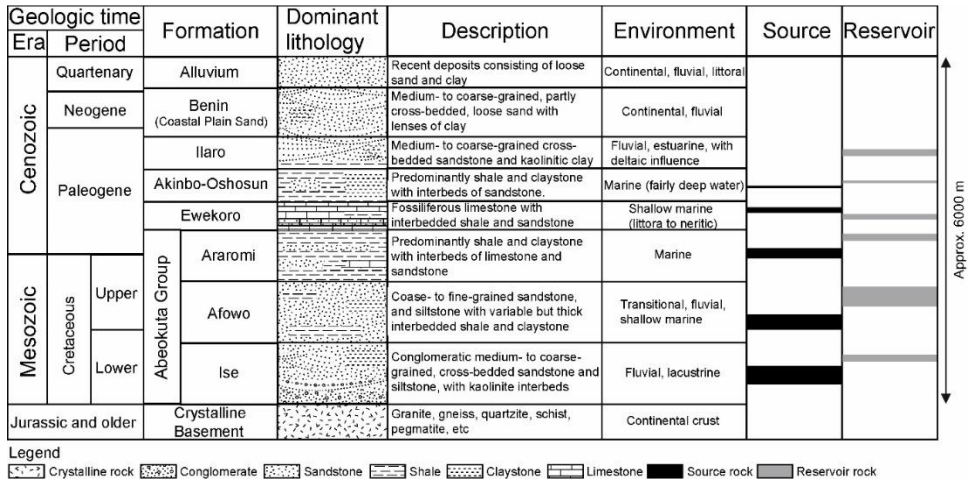 Geologic time
Era
Period
Formation
Dominant
lithology
Description
Environment
Source
Reservoir
Cenozoic
Quartenary
Alluvium
Recent deposits consisting of loose
sand and clay
Continental, fluvial, littoral
Neogene
Benin
(Coastal Plain Sand)
Medium- to coarse-grained, partly
cross-bedded, loose sand with
lenses of clay
Continental, fluvial
Paleogene
Ilaro
Medium- to coarse-grained cross-
bedded sandstone and kaolinitic clay
Fluvial, estuarine, with
deltaic influence
Akinbo-Oshosun
Predominantly shale and claystone
with interbeds of sandstone.
Marine (fairly deep water)
Ewekoro
Fossiliferous limestone with
interbedded shale and sandstone
Shallow marine
(littora to neritic)
Abeokuta Group
Araromi
Predominantly shale and claystone
with interbeds of limestone and
sandstone
Marine
Mesozoic
Cretaceous
Upper
Afowo
Coase- to fine-grained sandstone,
and siltstone with variable but thick
interbedded shale and claystone
Transitional, fluvial,
shallow marine
Lower
Ise
Conglomeratic medium- to coarse-
grained, cross-bedded sandstone and
siltstone, with kaolinite interbeds
Fluvial, lacustrine
Jurassic and older
Crystalline
Basement
Granite, gneiss, quartzite, schist,
pegmatite, etc
Continental crust
Approx. 6000 m
Legend
Crystalline rock
Conglomerate
Sandstone
Shale
Claystone
Limestone
Source rock
Reservoir rock